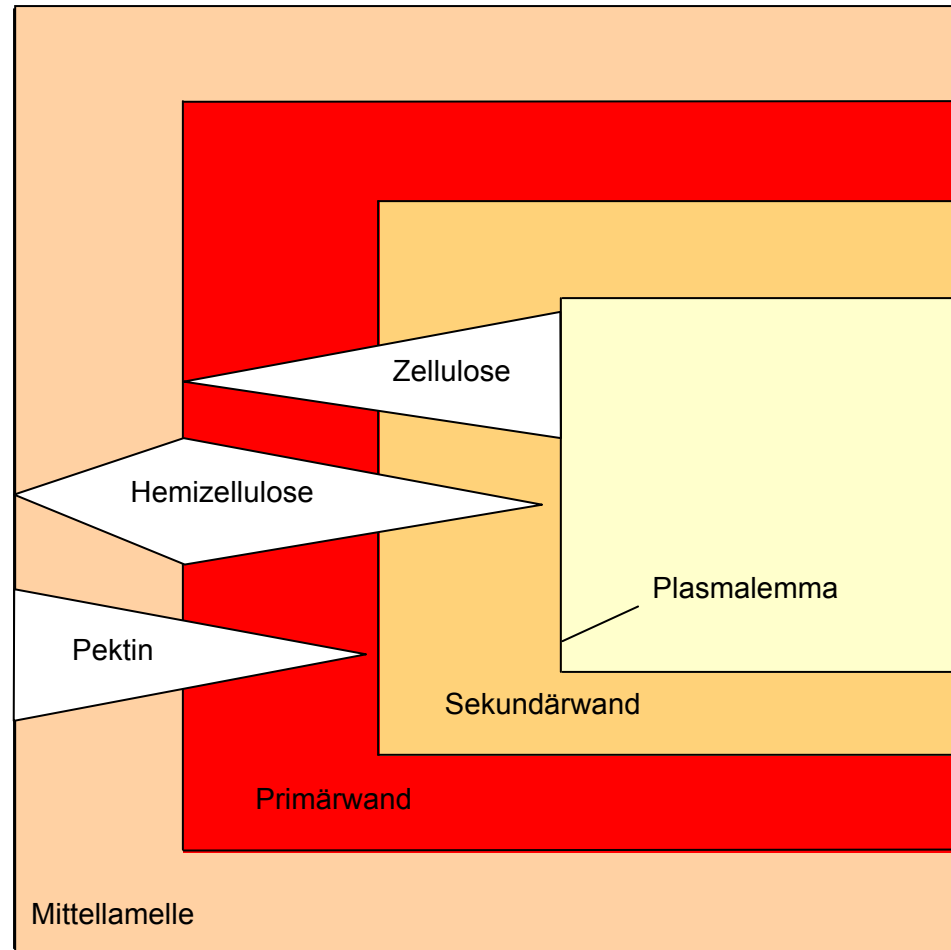 Zellulose
Hemizellulose
Plasmalemma
Pektin
Sekundärwand
Primärwand
Mittellamelle